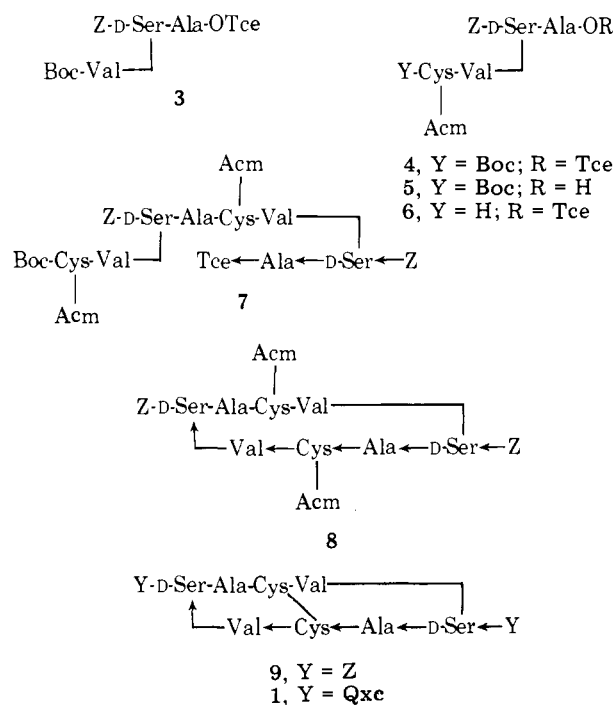 Z-D-Ser-Ala-OTce
Boc-Val
3
Z-D-Ser-Ala-OR
Y-Cys-Val
Acm
4, Y = Boc; R = Tce
5, Y = Boc; R = H
6, Y = H; R = Tce
Acm
Z-D-Ser-Ala-Cys-Val
Boc-Cys-Val
Tce←Ala←D-Ser←Z
Acm
7
Acm
Z-D-Ser-Ala-Cys-Val
Val←Cys←Ala←D-Ser←Z
Acm
8
Y-D-Ser-Ala-Cys-Val
Val←Cys←Ala←D-Ser←Y
9, Y = Z
1, Y = Qxc